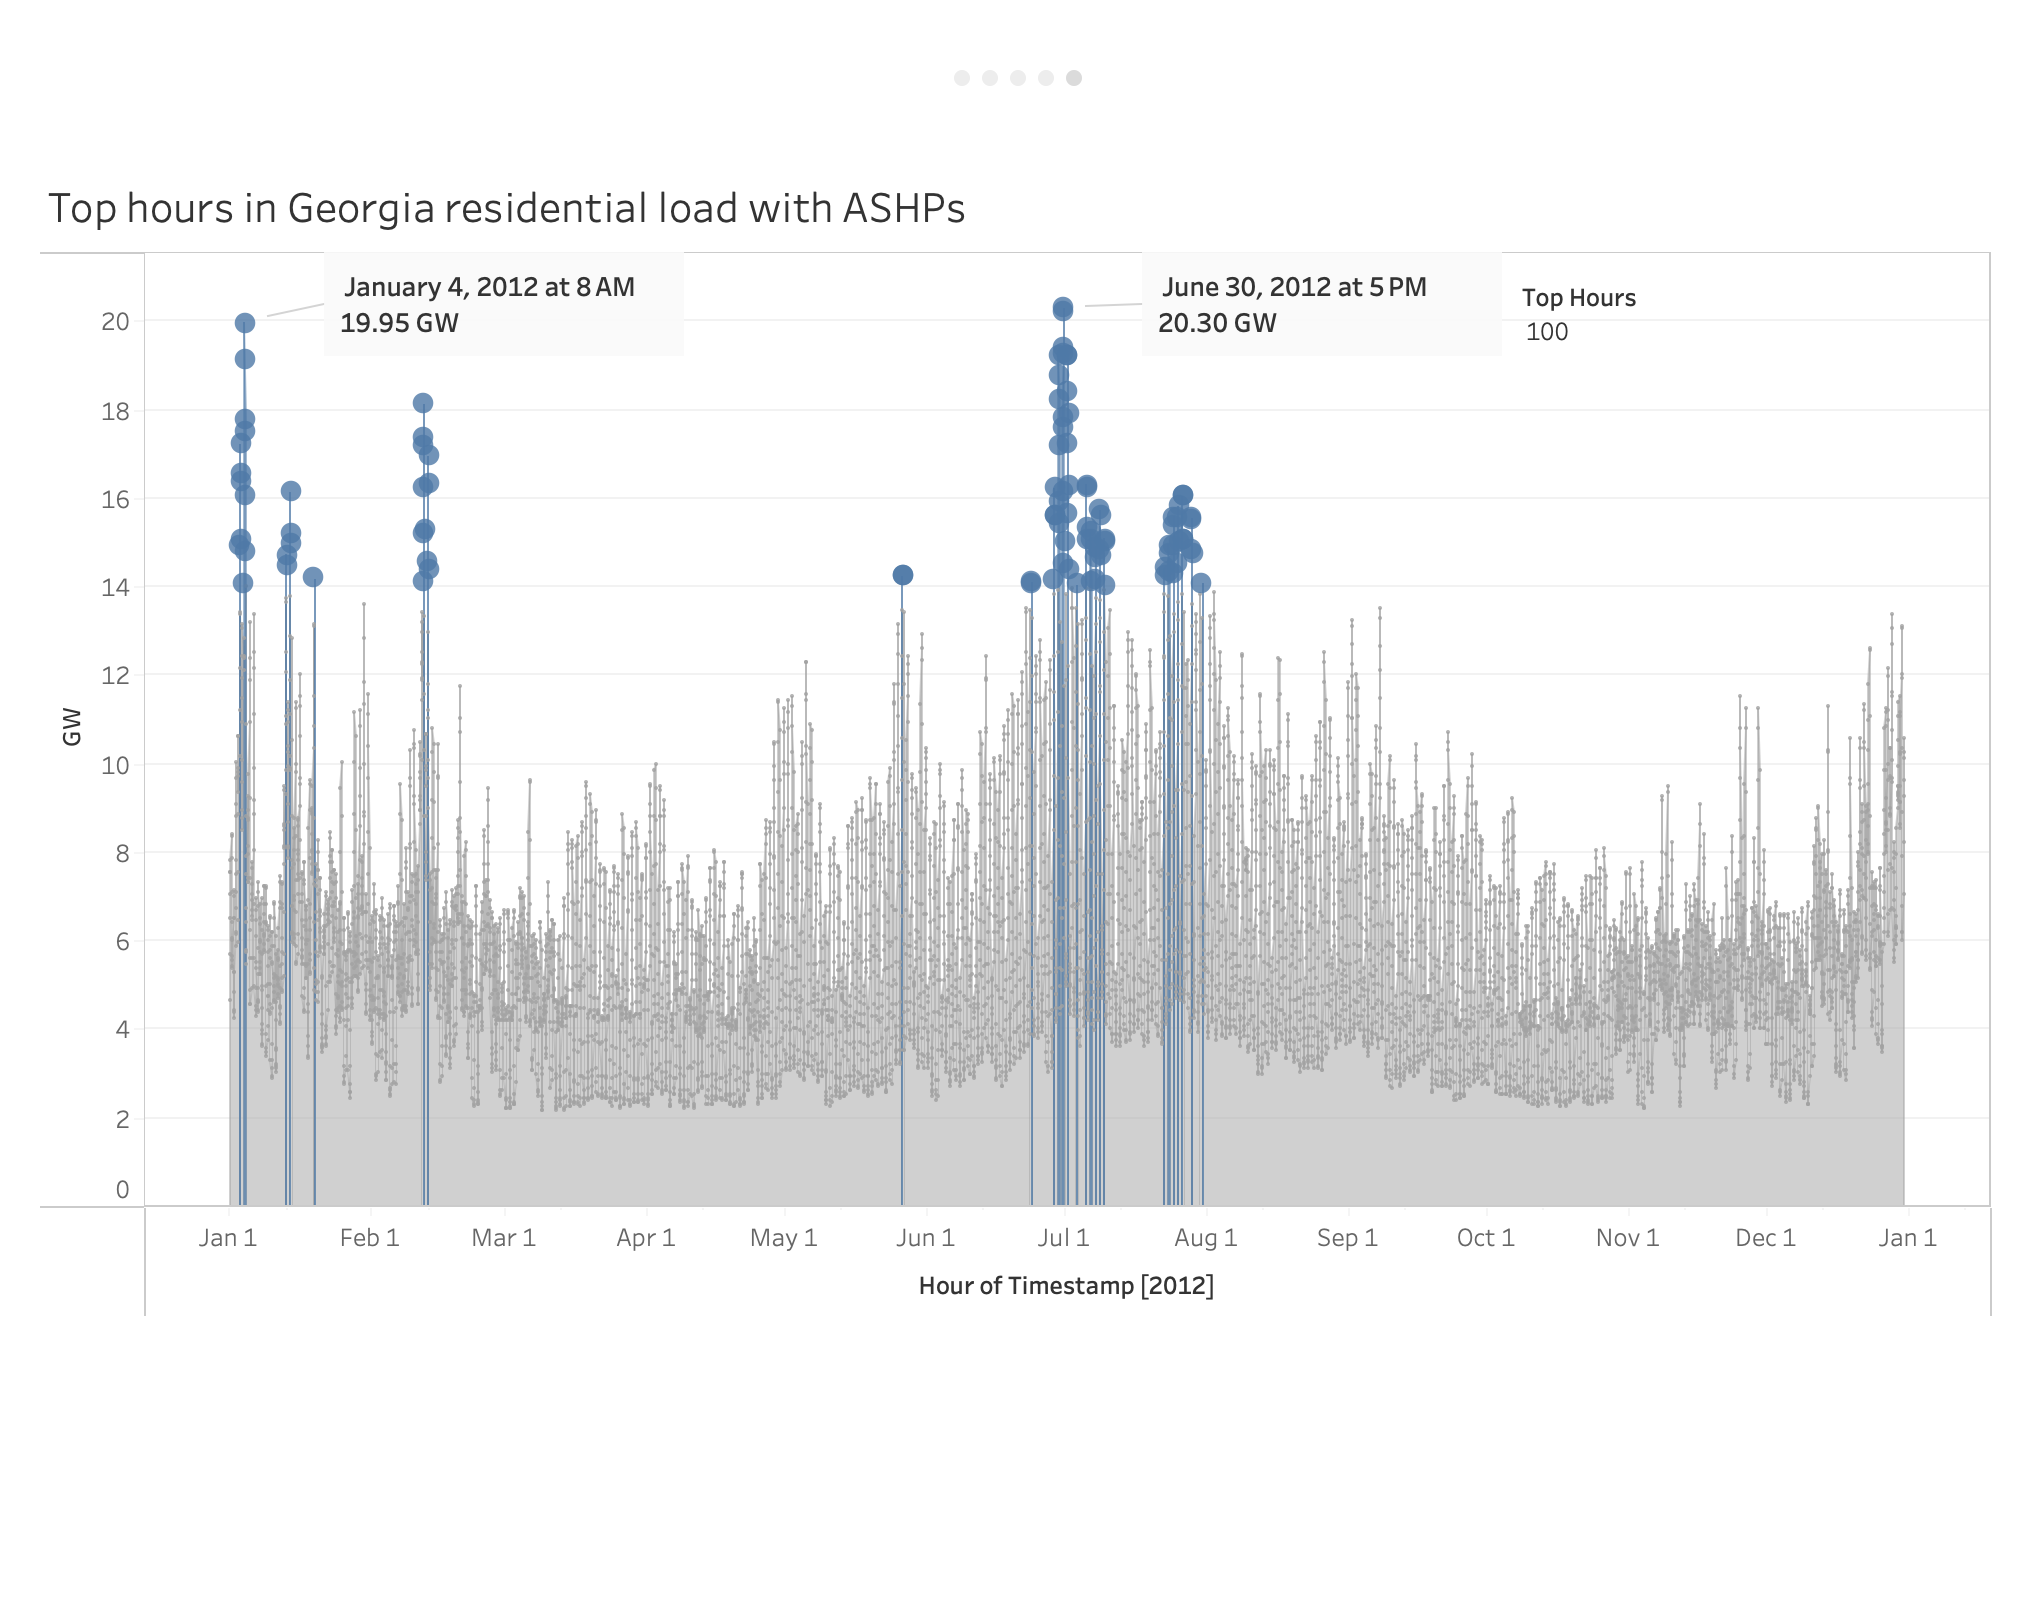 Top hours in Georgia residential load with ASHPs
January 4, 2012 at 8 AM
19.95 GW
June 30, 2012 at 5 PM
20.30 GW
Top Hours
100
20
18
16
14
12
10
8
6
4
2
0
GW
Jan 1 Feb 1 Mar 1 Apr 1 May 1 Jun 1 Jul 1 Aug 1 Sep 1 Oct 1 Nov 1 Dec 1 Jan 1
Hour of Timestamp [2012]